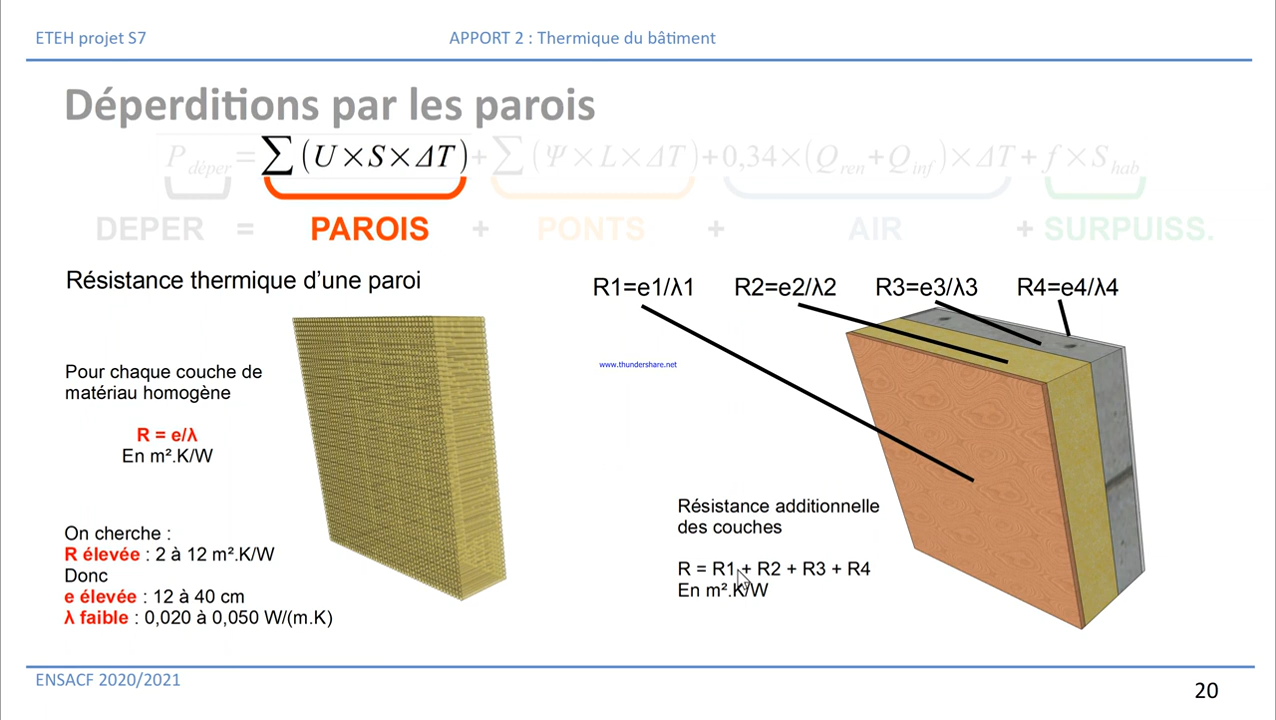 ETEH projet S7
APPORT 2 : Thermique du bâtiment
Déperditions par les parois
P déper = ∑ (U×S×ΔT) + ∑ (Ψ×L×ΔT) + 0,34×(Q ren + Q inf)×ΔT + f×S hab
DEPER = PAROIS + PONTS + AIR + SURPUISS.
Résistance thermique d’une paroi
R1=e1/λ1 R2=e2/λ2 R3=e3/λ3 R4=e4/λ4
www.thundershare.net
Pour chaque couche de
matériau homogène
R = e/λ
En m².K/W
On cherche :
R élevée : 2 à 12 m².K/W
Donc
e élevée : 12 à 40 cm
λ faible : 0,020 à 0,050 W/(m.K)
Résistance additionnelle
des couches
R = R1 + R2 + R3 + R4
En m².K/W
ENSACF 2020/2021
20